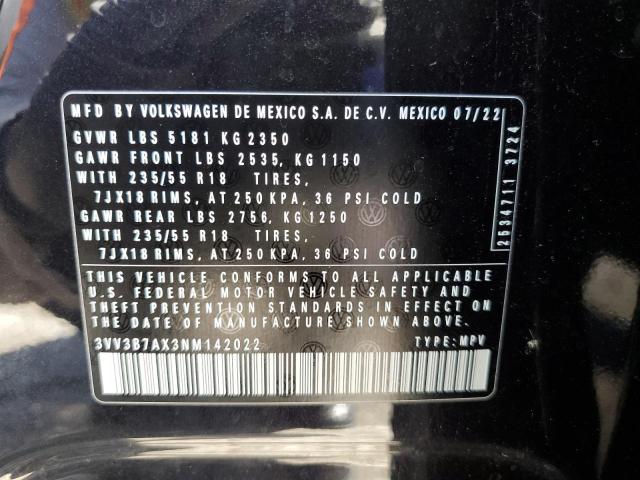 MFD BY VOLKSWAGEN DE MEXICO S.A. DE C.V. MEXICO 07/22
GVWR LBS 5181 KG 2350
GAWR FRONT LBS 2535, KG 1150
WITH 235/55 R18 TIRES,
7JX18 RIMS, AT 250 KPA, 36 PSI COLD
GAWR REAR LBS 2756, KG 1250
WITH 235/55 R18 TIRES,
7JX18 RIMS, AT 250 KPA, 36 PSI COLD
THIS VEHICLE CONFORMS TO ALL APPLICABLE
U.S. FEDERAL MOTOR VEHICLE SAFETY AND
THEFT PREVENTION STANDARDS IN EFFECT ON
THE DATE OF MANUFACTURE SHOWN ABOVE.
3VV3B7AX3NM142022 TYPE: MPV
2534711 3724